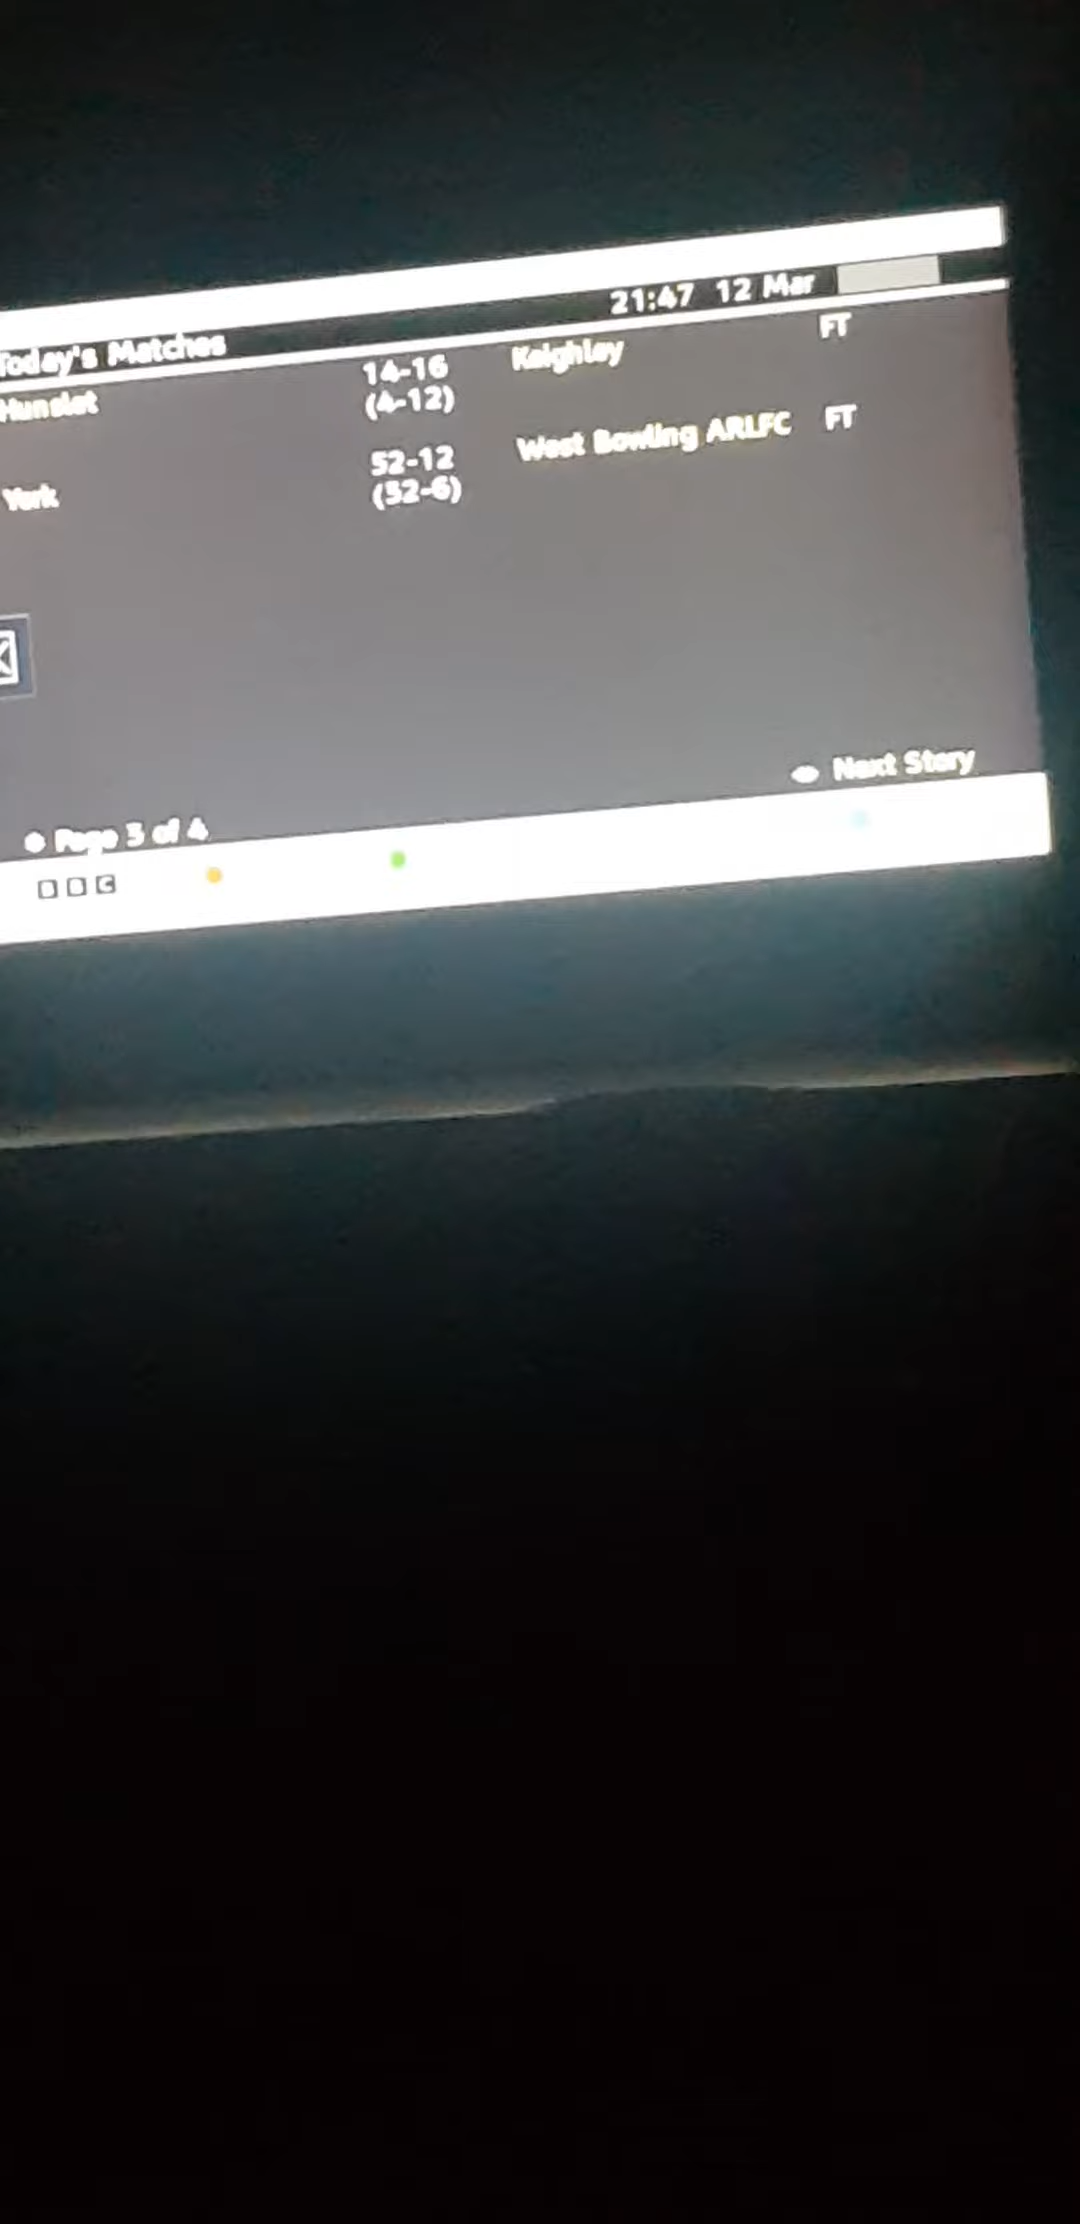 21:47 12 Mar
Today's Matches
Hunslet 14-16 Keighley FT
(4-12)
York 52-12 West Bowling ARLFC FT
(52-6)
Next Story
Page 3 of 4
BBC